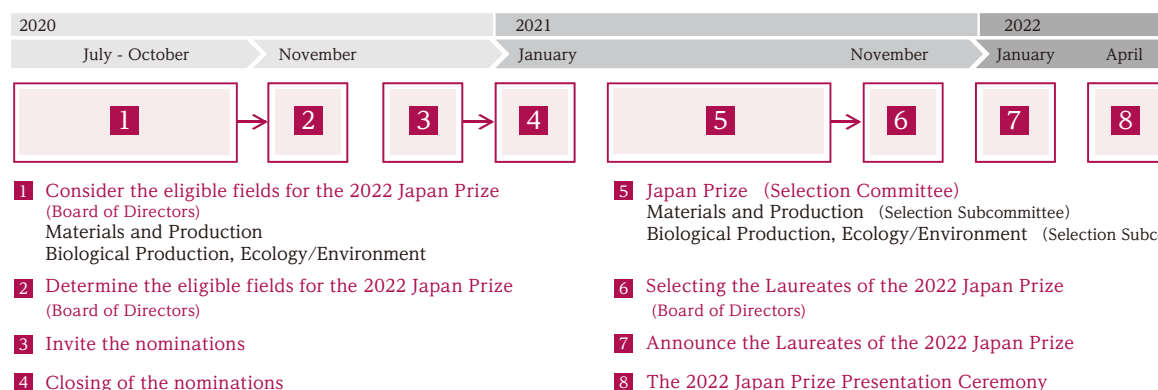 2020 2021 2022
July - October November January November January April
1 2 3 4 5 6 7 8
1 Consider the eligible fields for the 2022 Japan Prize
(Board of Directors)
Materials and Production
Biological Production, Ecology/Environment
2 Determine the eligible fields for the 2022 Japan Prize
(Board of Directors)
3 Invite the nominations
4 Closing of the nominations
5 Japan Prize (Selection Committee)
Materials and Production (Selection Subcommittee)
Biological Production, Ecology/Environment (Selection Subc
6 Selecting the Laureates of the 2022 Japan Prize
(Board of Directors)
7 Announce the Laureates of the 2022 Japan Prize
8 The 2022 Japan Prize Presentation Ceremony